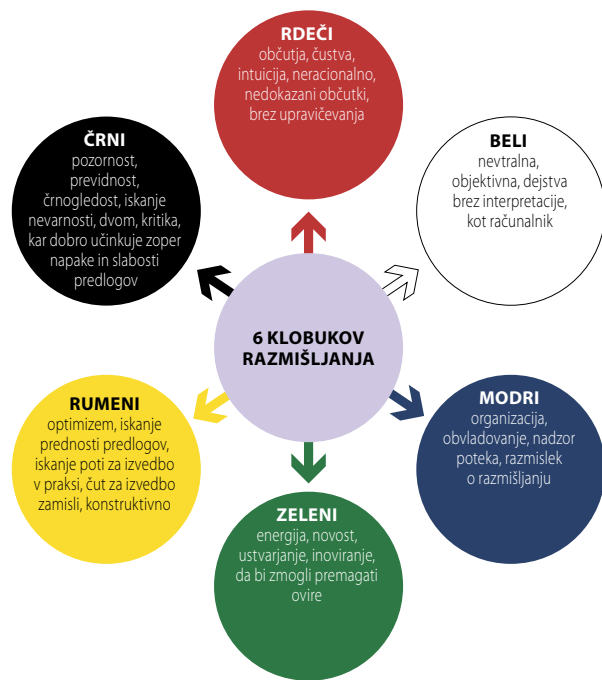 RDEČI
občutja, čustva,
intuicija, neracionalno,
nedokazani občutki,
brez upravičevanja
ČRNI
pozornost,
previdnost,
črnogledost, iskanje
nevarnosti, dvom, kritika,
kar dobro učinkuje zoper
napake in slabosti
predlogov
BELI
nevtralna,
objektivna, dejstva
brez interpretacije,
kot računalnik
6 KLOBUKOV
RAZMIŠLJANJA
RUMENI
optimizem, iskanje
prednosti predlogov,
iskanje poti za izvedbo
v praksi, čut za izvedbo
zamisli, konstruktivno
MODRI
organizacija,
obvladovanje, nadzor
poteka, razmislek
o razmišljanju
ZELENI
energija, novost,
ustvarjanje, inoviranje,
da bi zmogli premagati
ovire